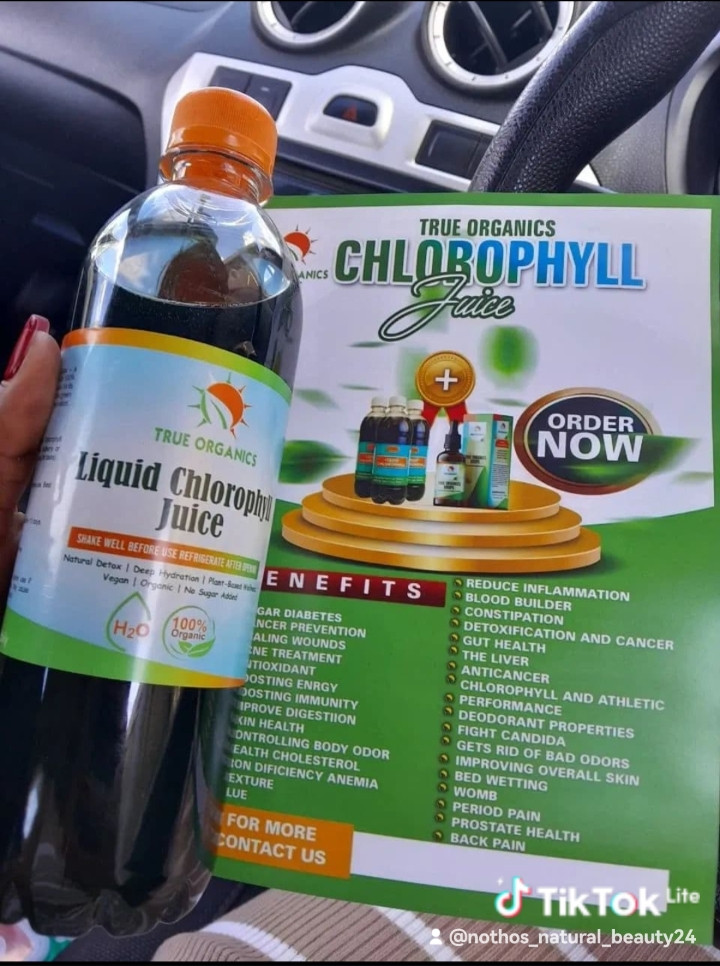 TRUE ORGANICS
CHLOROPHYLL
Juice
ANICS
+
ORDER
NOW
TRUE ORGANICS
Liquid Chlorophyll
Juice
SHAKE WELL BEFORE USE REFRIGERATE AFTER OPENING
Natural Detox | Deep Hydration | Plant-Based
Vegan | Organic | No Sugar Added
H2O
100%
Organic
ENEFITS
GAR DIABETES
NCER PREVENTION
ALING WOUNDS
NE TREATMENT
NTIOXIDANT
OSTING ENRGY
OSTING IMMUNITY
MPROVE DIGESTIION
KIN HEALTH
ONTROLLING BODY ODOR
EALTH CHOLESTEROL
ON DIFICIENCY ANEMIA
EXTURE
LUE
REDUCE INFLAMMATION
BLOOD BUILDER
CONSTIPATION
DETOXIFICATION AND CANCER
GUT HEALTH
THE LIVER
ANTICANCER
CHLOROPHYLL AND ATHLETIC
PERFORMANCE
DEODORANT PROPERTIES
FIGHT CANDIDA
GETS RID OF BAD ODORS
IMPROVING OVERALL SKIN
BED WETTING
WOMB
PERIOD PAIN
PROSTATE HEALTH
BACK PAIN
FOR MORE
CONTACT US
TikTok Lite
@nothos_natural_beauty24